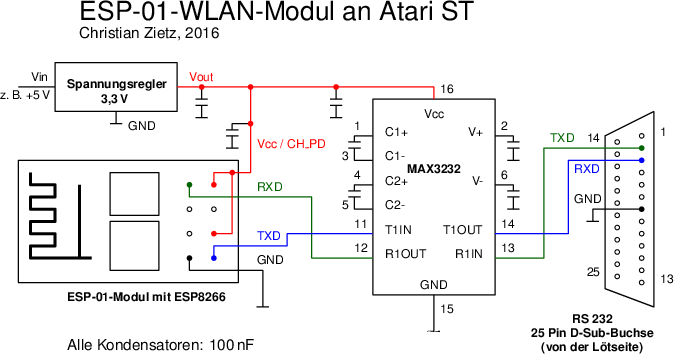 ESP-01-WLAN-Modul an Atari ST
Christian Zietz, 2016
Vin
z. B. +5 V
Spannungsregler
3,3 V
Vout
GND
Vcc / CH_PD
RXD
TXD
GND
ESP-01-Modul mit ESP8266
16
Vcc
1
C1+
V+
2
3
C1-
MAX3232
4
C2+
V-
6
5
C2-
11
T1IN
T1OUT
14
12
R1OUT
R1IN
13
GND
15
TXD
14
1
RXD
GND
25
13
RS 232
25 Pin D-Sub-Buchse
(von der Lötseite)
Alle Kondensatoren: 100 nF